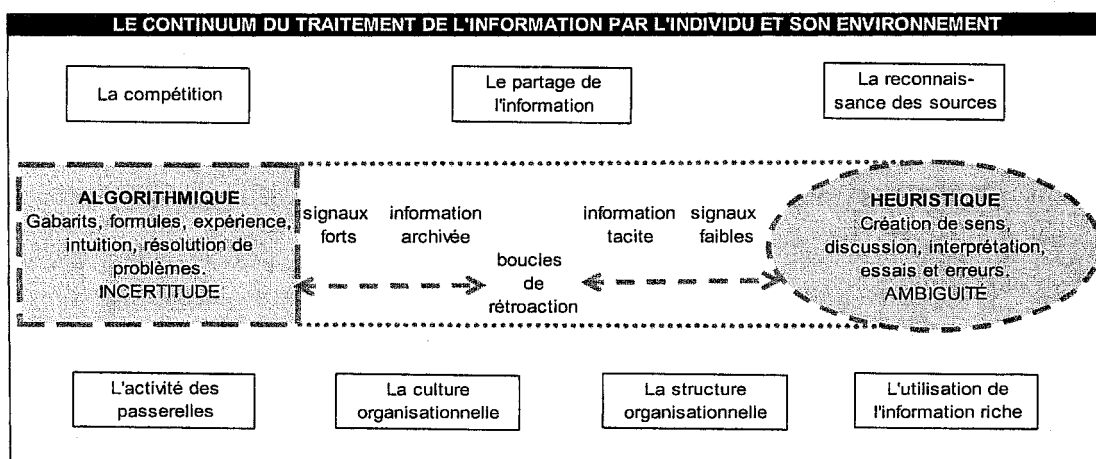 LE CONTINUUM DU TRAITEMENT DE L'INFORMATION PAR L'INDIVIDU ET SON ENVIRONNEMENT
La compétition
Le partage de
l'information
La reconnais-
sance des sources
ALGORITHMIQUE
Gabarits, formules, expérience,
intuition, résolution de
problèmes.
INCERTITUDE
signaux
forts
information
archivée
boucles
de
rétroaction
information
tacite
signaux
faibles
HEURISTIQUE
Création de sens,
discussion, interprétation,
essais et erreurs.
AMBIGUITÉ
L'activité des
passerelles
La culture
organisationnelle
La structure
organisationnelle
L'utilisation de
l'information riche